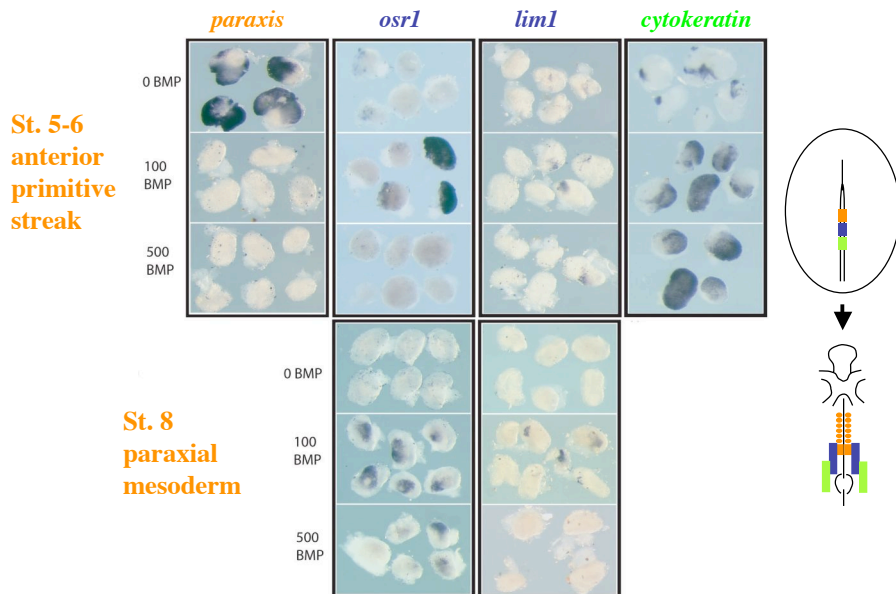 paraxis osr1 lim1 cytokeratin
0 BMP
St. 5-6
anterior
primitive
streak
100
BMP
500
BMP
0 BMP
St. 8
paraxial
mesoderm
100
BMP
500
BMP